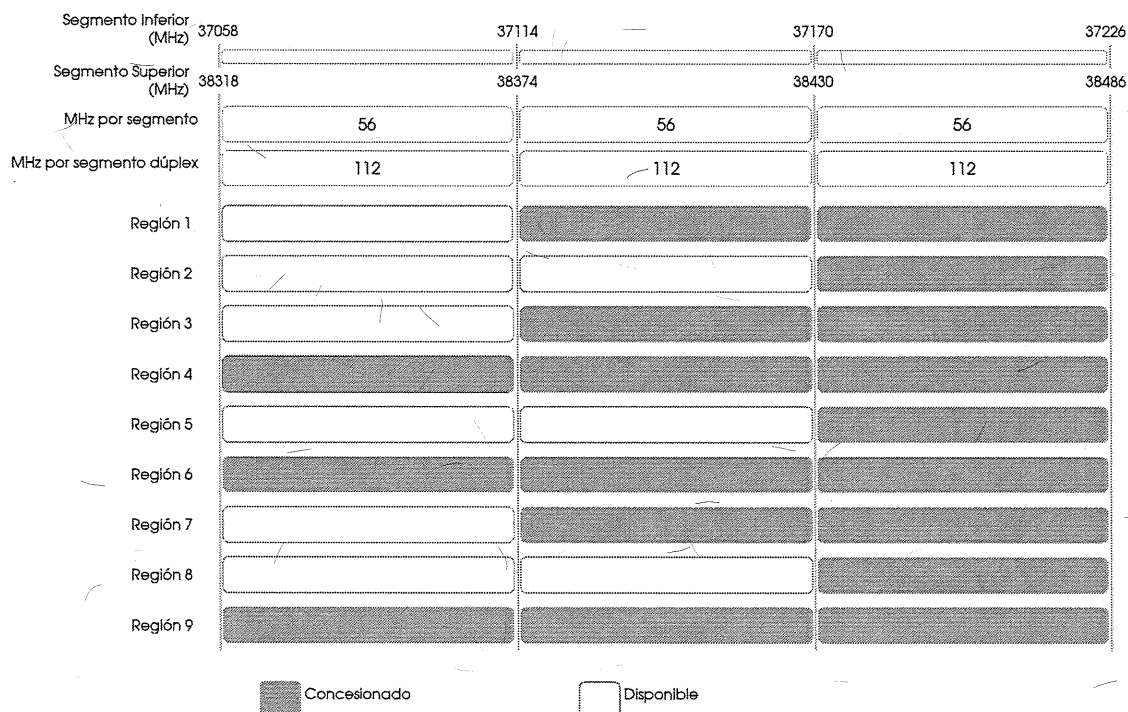 Segmento Inferior
(MHz)
37058 37114 37170 37226
Segmento Superior
(MHz)
38318 38374 38430 38486
MHz por segmento 56 56 56
MHz por segmento dúplex 112 112 112
Región 1
Región 2
Región 3
Región 4
Región 5
Región 6
Región 7
Región 8
Región 9
Concesionado Disponible